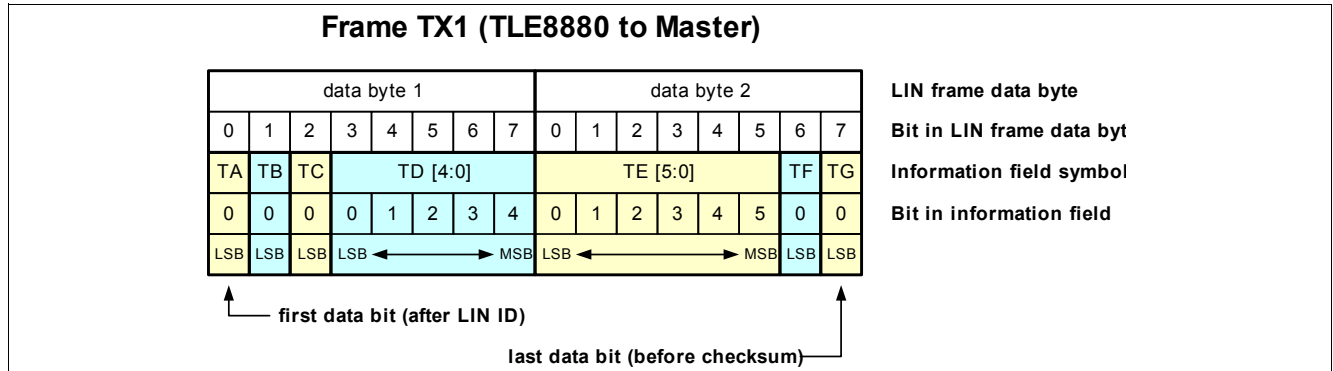 Frame TX1 (TLE8880 to Master)
data byte 1 data byte 2 LIN frame data byte
0 1 2 3 4 5 6 7 0 1 2 3 4 5 6 7 Bit in LIN frame data byt
TA TB TC TD [4:0] TE [5:0] TF TG Information field symbol
0 0 0 0 1 2 3 4 0 1 2 3 4 5 0 0 Bit in information field
LSB LSB LSB LSB MSB LSB MSB LSB LSB
first data bit (after LIN ID)
last data bit (before checksum)